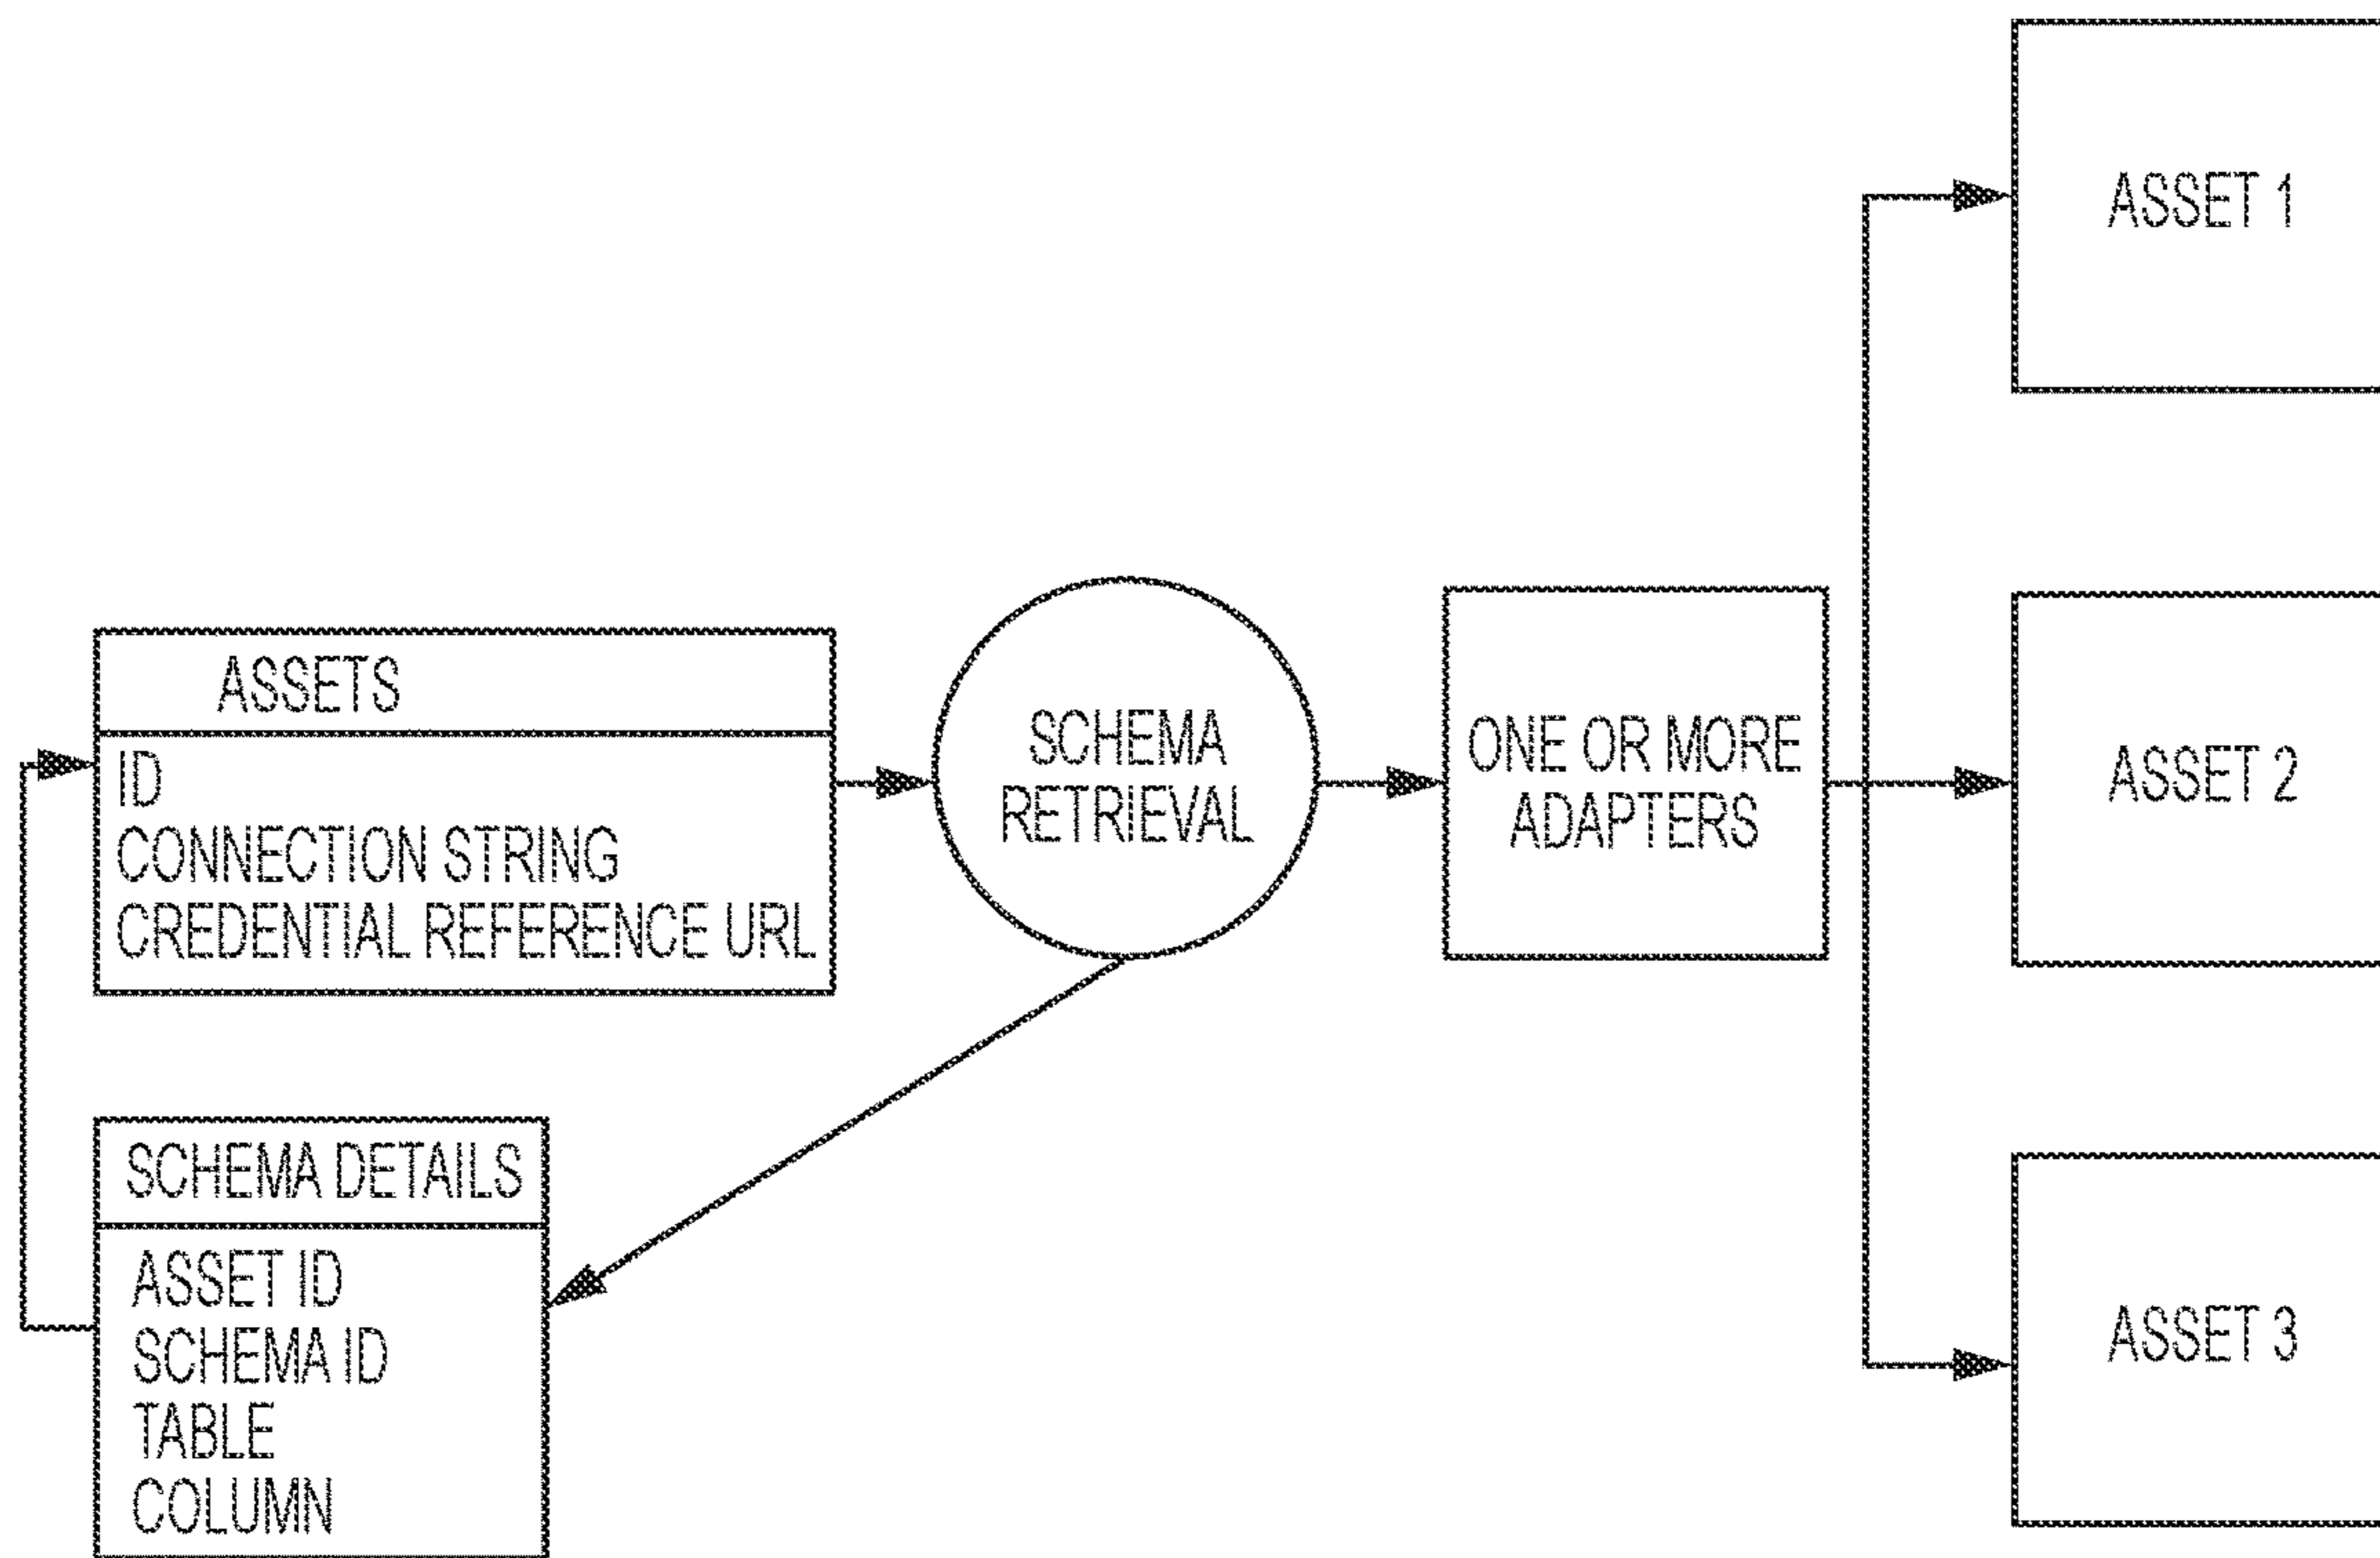 ASSET 1
ASSETS
ID
CONNECTION STRING
CREDENTIAL REFERENCE URL
SCHEMA
RETRIEVAL
ONE OR MORE
ADAPTERS
ASSET 2
SCHEMA DETAILS
ASSET ID
SCHEMA ID
TABLE
COLUMN
ASSET 3